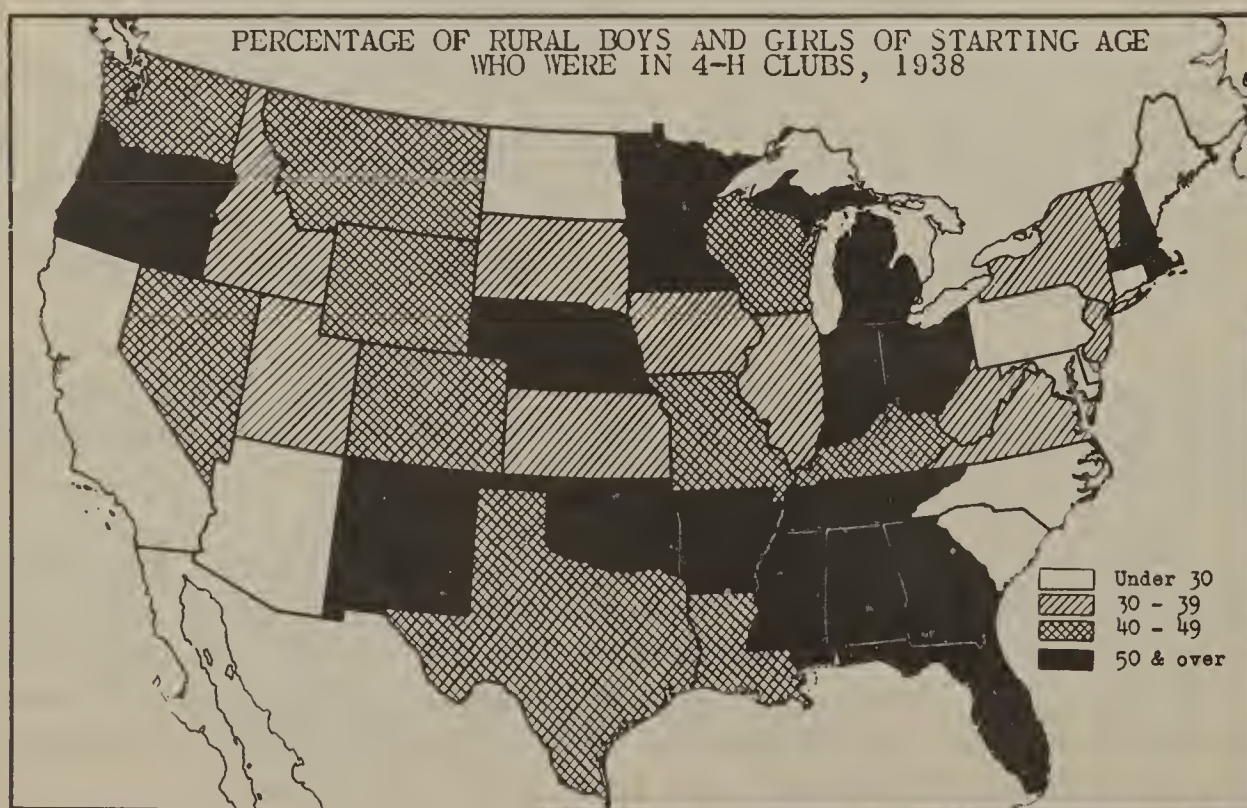 PERCENTAGE OF RURAL BOYS AND GIRLS OF STARTING AGE
WHO WERE IN 4-H CLUBS, 1938
Under 30
30 - 39
40 - 49
50 & over